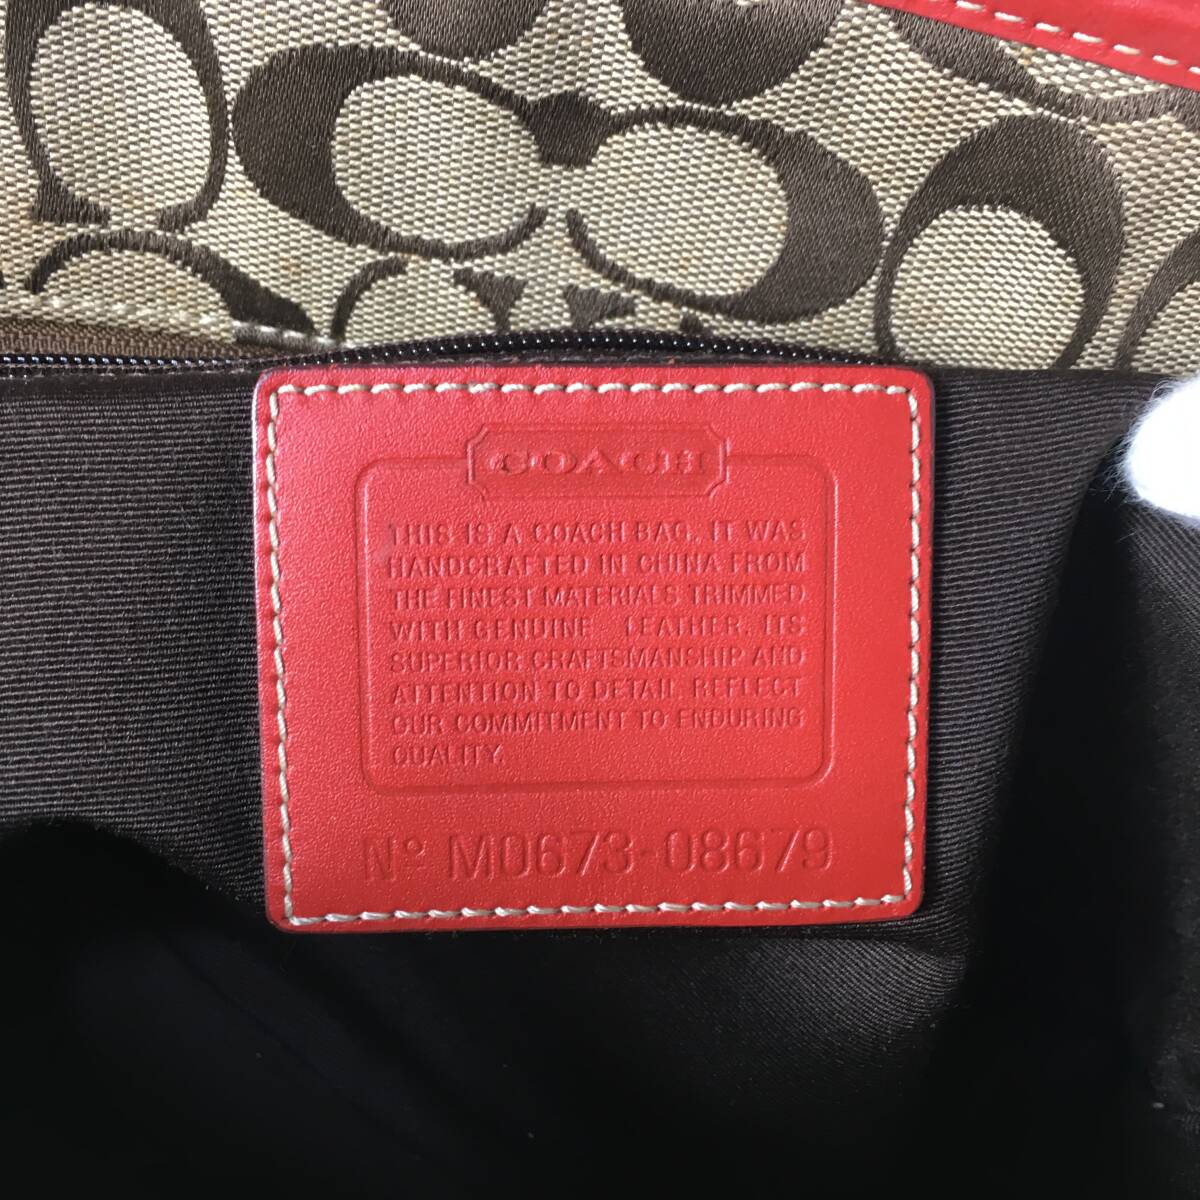 COACH
THIS IS A COACH BAG. IT WAS
HANDCRAFTED IN CHINA FROM
THE FINEST MATERIALS TRIMMED
WITH GENUINE LEATHER. ITS
SUPERIOR CRAFTSMANSHIP AND
ATTENTION TO DETAIL REFLECT
OUR COMMITMENT TO ENDURING
QUALITY.
Nº M0673-08679